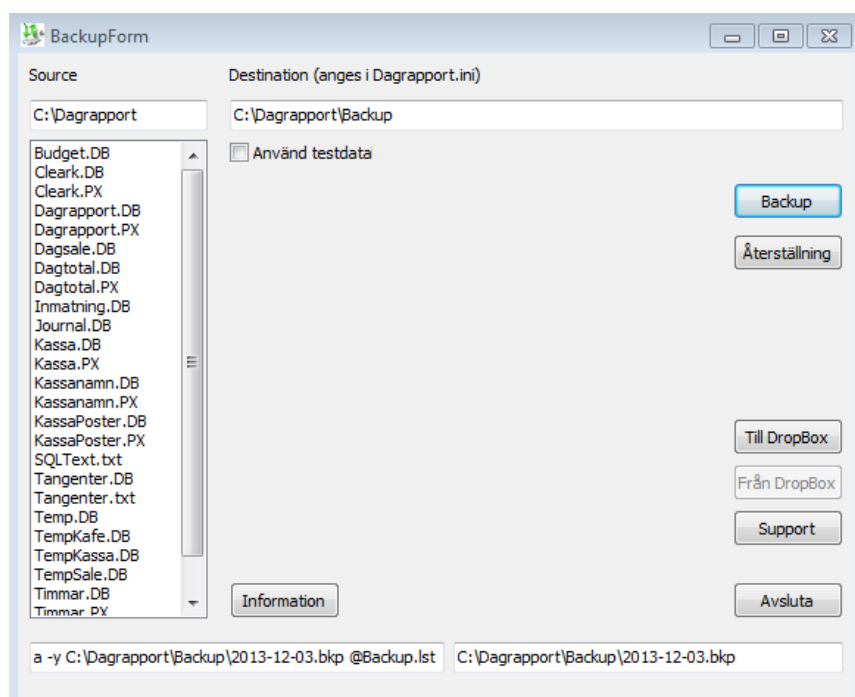 BackupForm
Source
Destination (anges i Dagrapport.ini)
C:\Dagrapport
C:\Dagrapport\Backup
Budget.DB
Cleark.DB
Cleark.PX
Dagrapport.DB
Dagrapport.PX
Dagsale.DB
Dagtotal.DB
Dagtotal.PX
Inmatning.DB
Journal.DB
Kassa.DB
Kassa.PX
Kassanamn.DB
Kassanamn.PX
KassaPoster.DB
KassaPoster.PX
SQLText.txt
Tangenter.DB
Tangenter.txt
Temp.DB
TempKafe.DB
TempKassa.DB
TempSale.DB
Timmar.DB
Timmar.PX
Använd testdata
Backup
Återställning
Till DropBox
Från DropBox
Support
Information
Avsluta
a -y C:\Dagrapport\Backup\2013-12-03.bkp @Backup.lst
C:\Dagrapport\Backup\2013-12-03.bkp